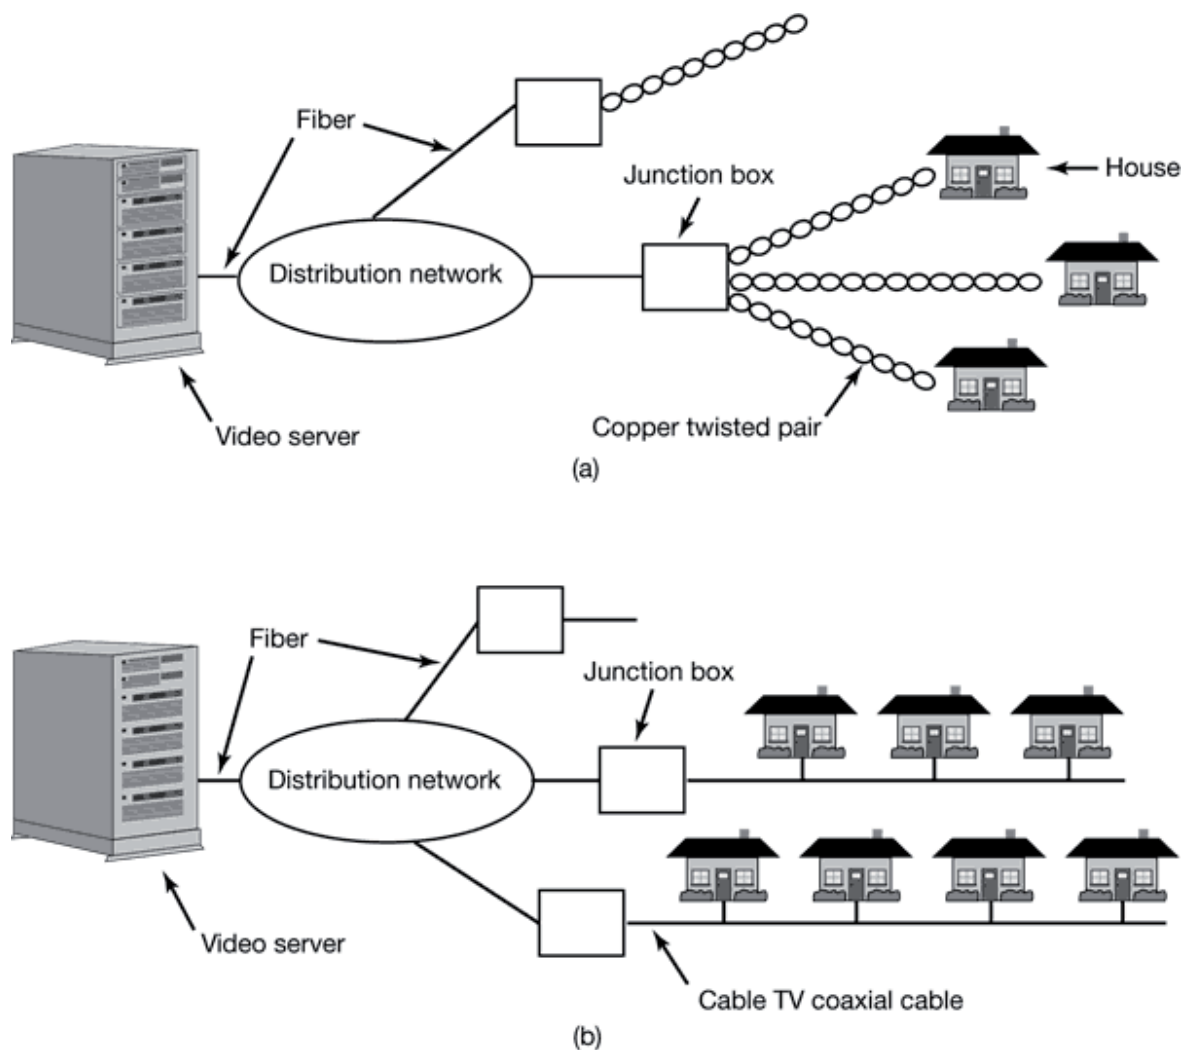 Fiber
Junction box
House
Distribution network
Copper twisted pair
Video server
(a)
Fiber
Junction box
Distribution network
Video server
Cable TV coaxial cable
(b)